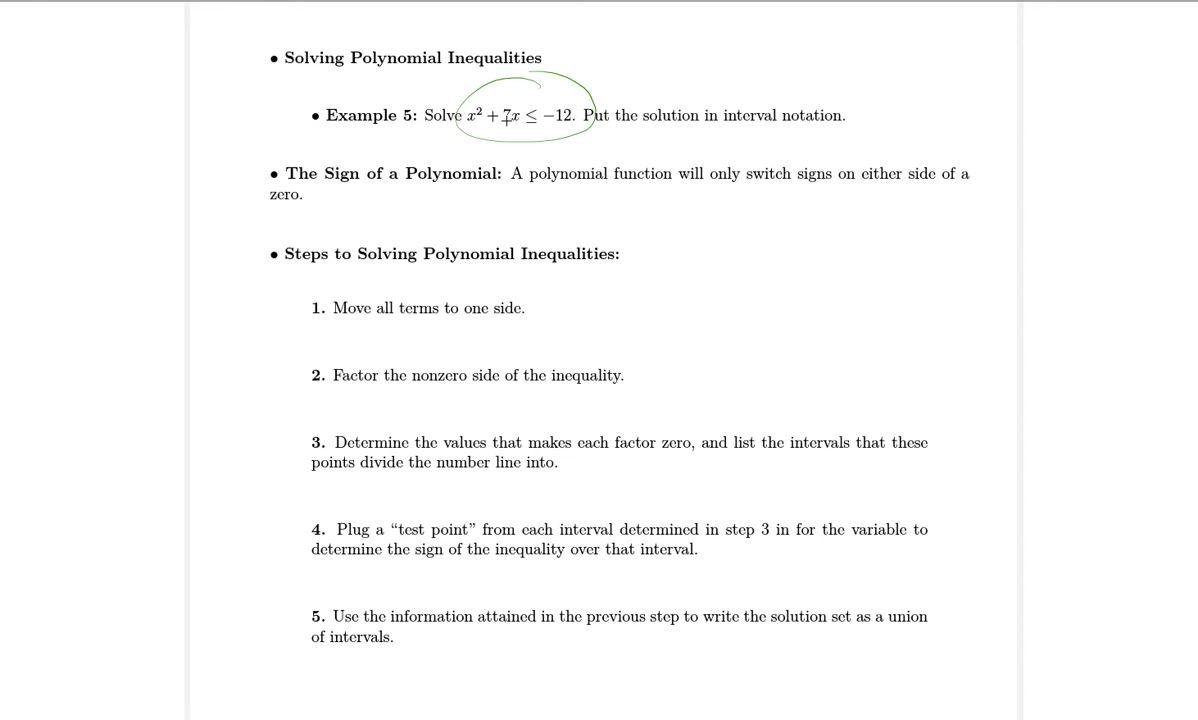 • Solving Polynomial Inequalities
• Example 5: Solve x² + 7x ≤ −12. Put the solution in interval notation.
• The Sign of a Polynomial: A polynomial function will only switch signs on either side of a
zero.
• Steps to Solving Polynomial Inequalities:
1. Move all terms to one side.
2. Factor the nonzero side of the inequality.
3. Determine the values that makes each factor zero, and list the intervals that these
points divide the number line into.
4. Plug a “test point” from each interval determined in step 3 in for the variable to
determine the sign of the inequality over that interval.
5. Use the information attained in the previous step to write the solution set as a union
of intervals.